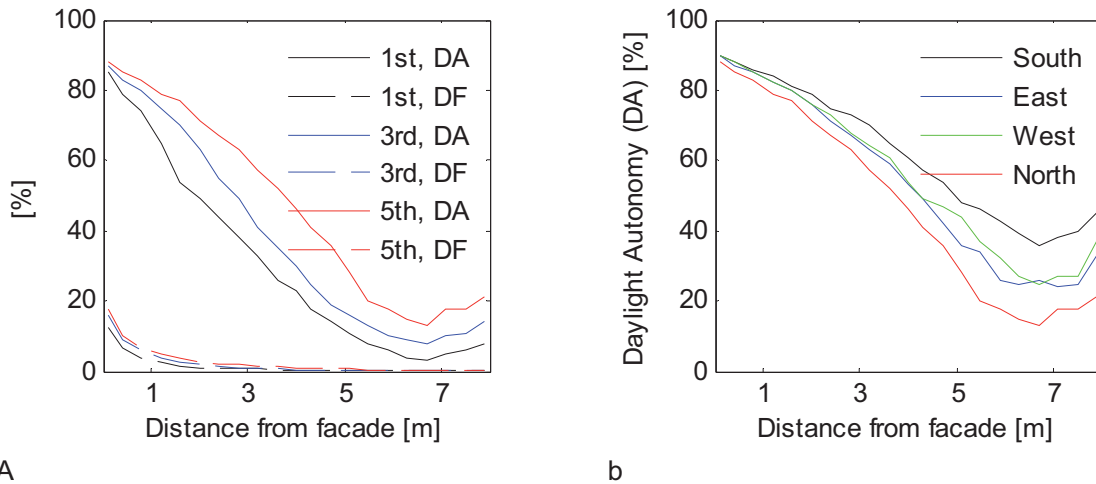 100
80
60
40
20
0
[%]
1st, DA
1st, DF
3rd, DA
3rd, DF
5th, DA
5th, DF
1 3 5 7
Distance from facade [m]
A
100
80
60
40
20
0
Daylight Autonomy (DA) [%]
South
East
West
North
1 3 5 7
Distance from facade [m]
b